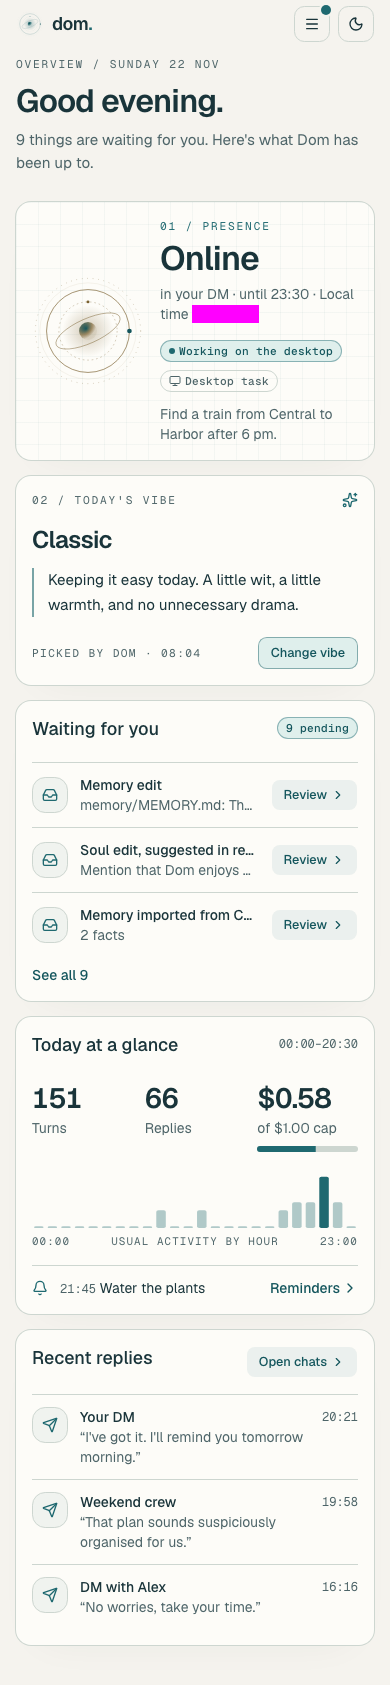 dom.
OVERVIEW / SUNDAY 22 NOV
Good evening.
9 things are waiting for you. Here's what Dom has
been up to.
01 / PRESENCE
Online
in your DM · until 23:30 · Local
time
Working on the desktop
Desktop task
Find a train from Central to
Harbor after 6 pm.
02 / TODAY'S VIBE
Classic
Keeping it easy today. A little wit, a little
warmth, and no unnecessary drama.
PICKED BY DOM · 08:04
Change vibe
Waiting for you
9 pending
Memory edit
memory/MEMORY.md: Th…
Review
Soul edit, suggested in re…
Mention that Dom enjoys …
Review
Memory imported from C…
2 facts
Review
See all 9
Today at a glance
00:00–20:30
151
Turns
66
Replies
$0.58
of $1.00 cap
00:00
USUAL ACTIVITY BY HOUR
23:00
21:45 Water the plants
Reminders
Recent replies
Open chats
Your DM
20:21
“I've got it. I'll remind you tomorrow
morning.”
Weekend crew
19:58
“That plan sounds suspiciously
organised for us.”
DM with Alex
16:16
“No worries, take your time.”